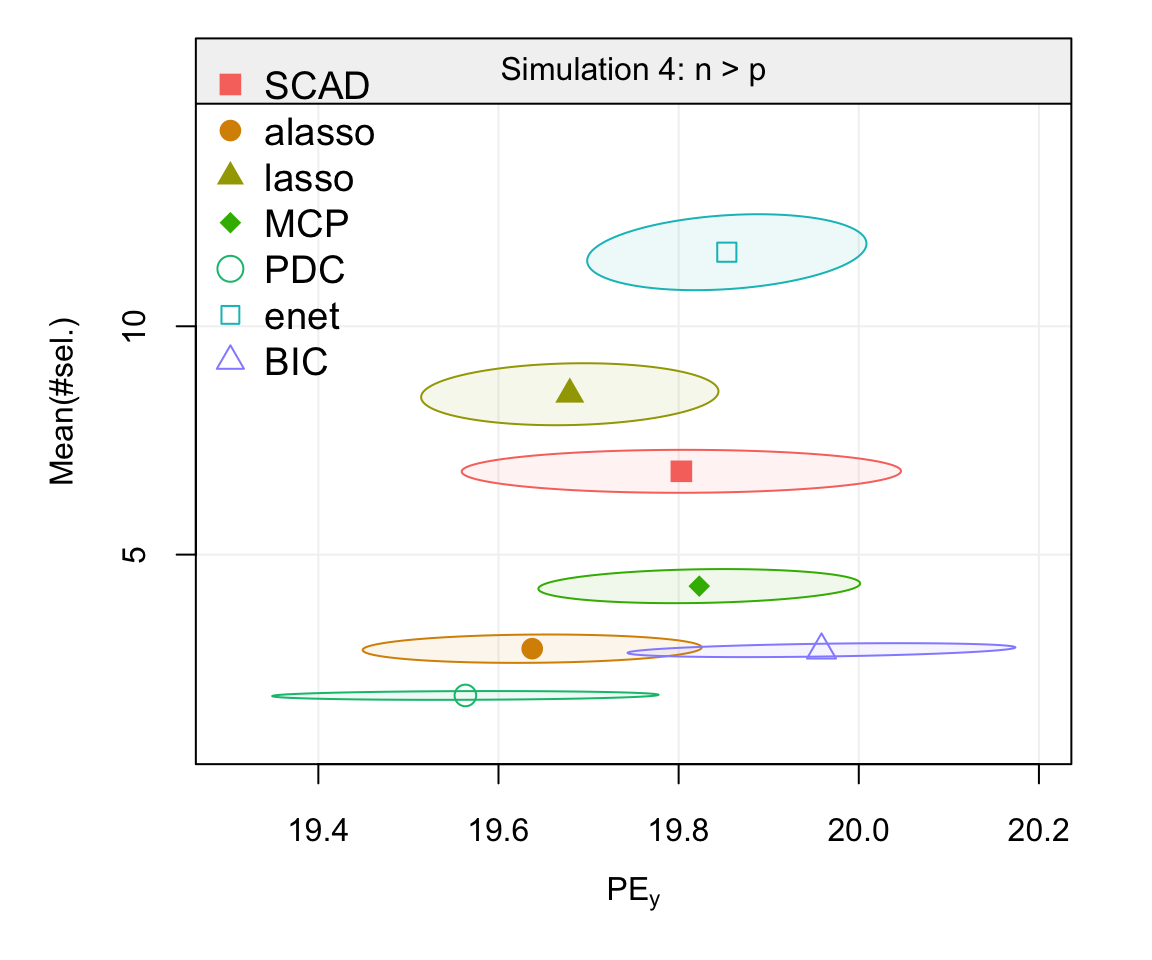 Simulation 4: n > p
SCAD
alasso
lasso
MCP
PDC
enet
BIC
Mean(#sel.)
10
5
19.4 19.6 19.8 20.0 20.2
PEy